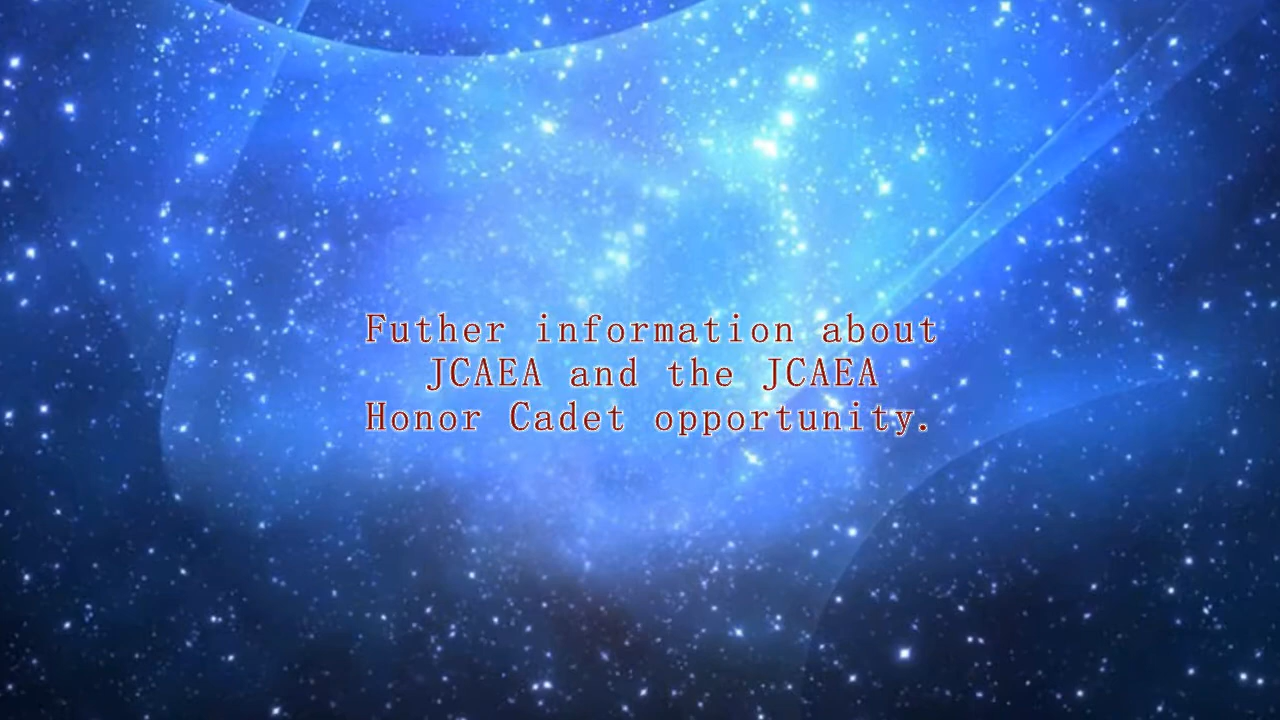 Futher information about
JCAEA and the JCAEA
Honor Cadet opportunity.